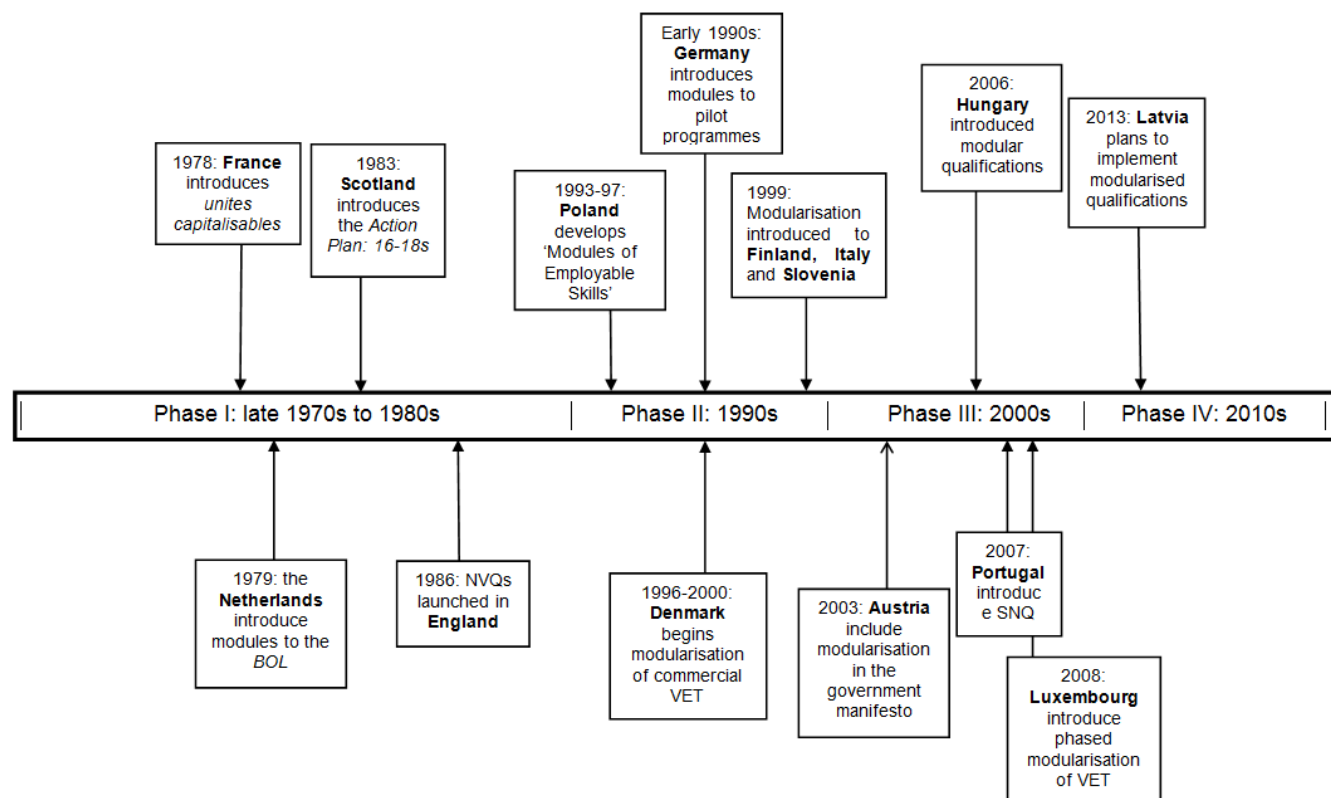 1978: France
introduces
unites
capitalisables
1983:
Scotland
introduces
the Action
Plan: 16-18s
1993-97:
Poland
develops
‘Modules of
Employable
Skills’
Early 1990s:
Germany
introduces
modules to
pilot
programmes
1999:
Modularisation
introduced to
Finland, Italy
and Slovenia
2006:
Hungary
introduced
modular
qualifications
2013: Latvia
plans to
implement
modularised
qualifications
Phase I: late 1970s to 1980s
Phase II: 1990s
Phase III: 2000s
Phase IV: 2010s
1979: the
Netherlands
introduce
modules to the
BOL
1986: NVQs
launched in
England
1996-2000:
Denmark
begins
modularisation
of commercial
VET
2003: Austria
include
modularisation
in the
government
manifesto
2007:
Portugal
introduc
e SNQ
2008:
Luxembourg
introduce
phased
modularisation
of VET